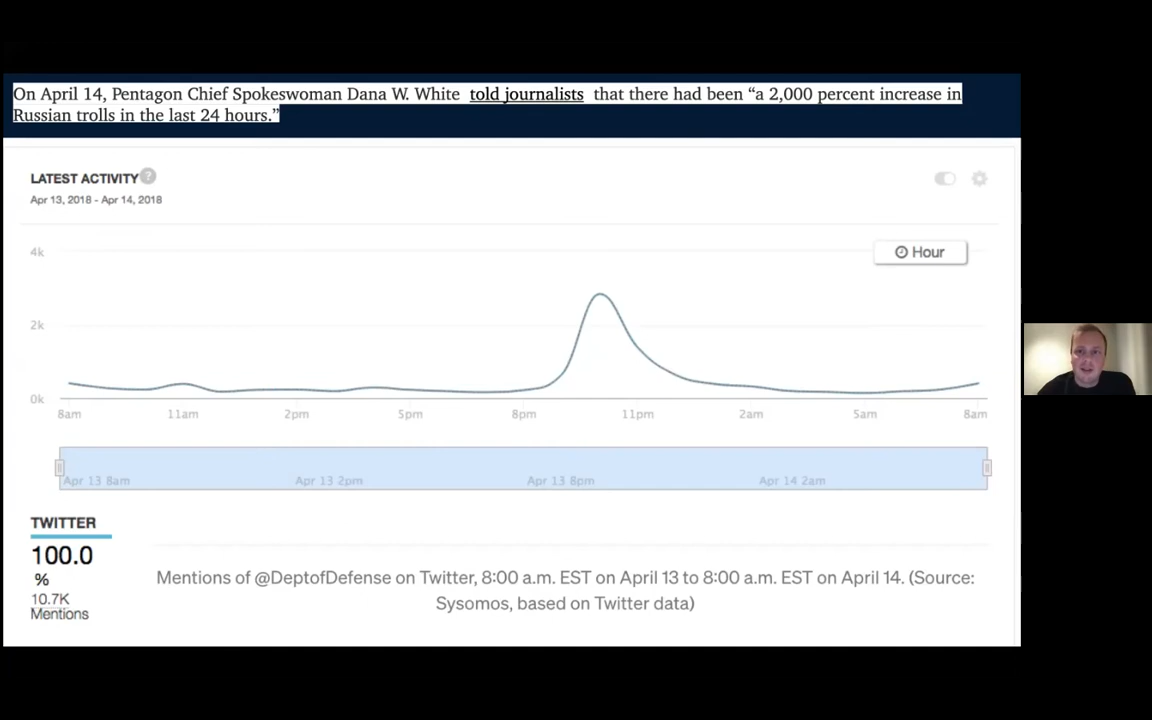 On April 14, Pentagon Chief Spokeswoman Dana W. White told journalists that there had been “a 2,000 percent increase in
Russian trolls in the last 24 hours.”
LATEST ACTIVITY ?
Apr 13, 2018 - Apr 14, 2018
4k
Hour
2k
0k
8am 11am 2pm 5pm 8pm 11pm 2am 5am 8am
Apr 13 8am Apr 13 2pm Apr 13 8pm Apr 14 2am
TWITTER
100.0
%
10.7K
Mentions
Mentions of @DeptofDefense on Twitter, 8:00 a.m. EST on April 13 to 8:00 a.m. EST on April 14. (Source:
Sysomos, based on Twitter data)